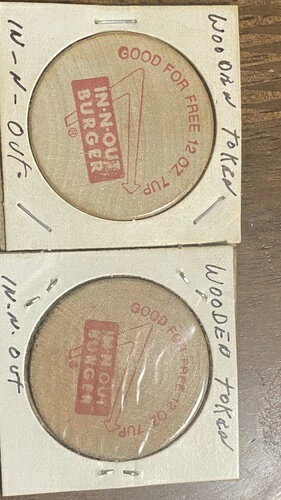 WOODEN TOKEN
GOOD FOR FREE 12 OZ. 7UP
IN-N-OUT
BURGER
®
IN-N-OUT.
WOODED TOKEN
GOOD FOR FREE 12 OZ. 7UP
IN-N-OUT
BURGER
®
IN-N-OUT